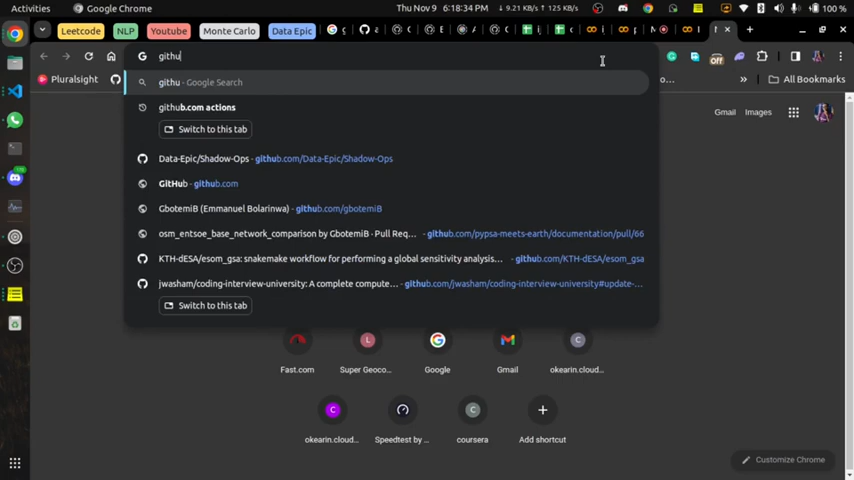 Activities Google Chrome Thu Nov 9 6:18:34 PM ↓ 9.21 KB/s ↑ 125 KB/s 100 %
Leetcode NLP Youtube Monte Carlo Data Epic
githu
Pluralsight All Bookmarks
Off
githu - Google Search
github.com actions
Switch to this tab
Gmail Images
Data-Epic/Shadow-Ops - github.com/Data-Epic/Shadow-Ops
GitHub - github.com
GbotemiB (Emmanuel Bolarinwa) - github.com/gbotemiB
osm_entsoe_base_network_comparison by GbotemiB · Pull Req... - github.com/pypsa-meets-earth/documentation/pull/66
KTH-dESA/esom_gsa: snakemake workflow for performing a global sensitivity analysis... - github.com/KTH-dESA/esom_gsa
jwasham/coding-interview-university: A complete compute... - github.com/jwasham/coding-interview-university#update-...
Switch to this tab
Fast.com Super Geoco... Google Gmail okearin.cloud...
okearin.cloud... Speedtest by ... coursera Add shortcut
Customize Chrome